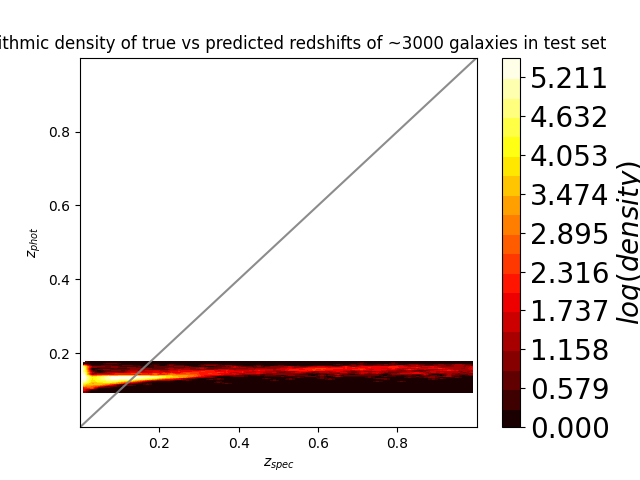 ithmic density of true vs predicted redshifts of ~3000 galaxies in test set
5.211
4.632
4.053
3.474
2.895
2.316
1.737
1.158
0.579
0.000
log(density)
0.8
0.6
0.4
0.2
z_phot
0.2 0.4 0.6 0.8
z_spec